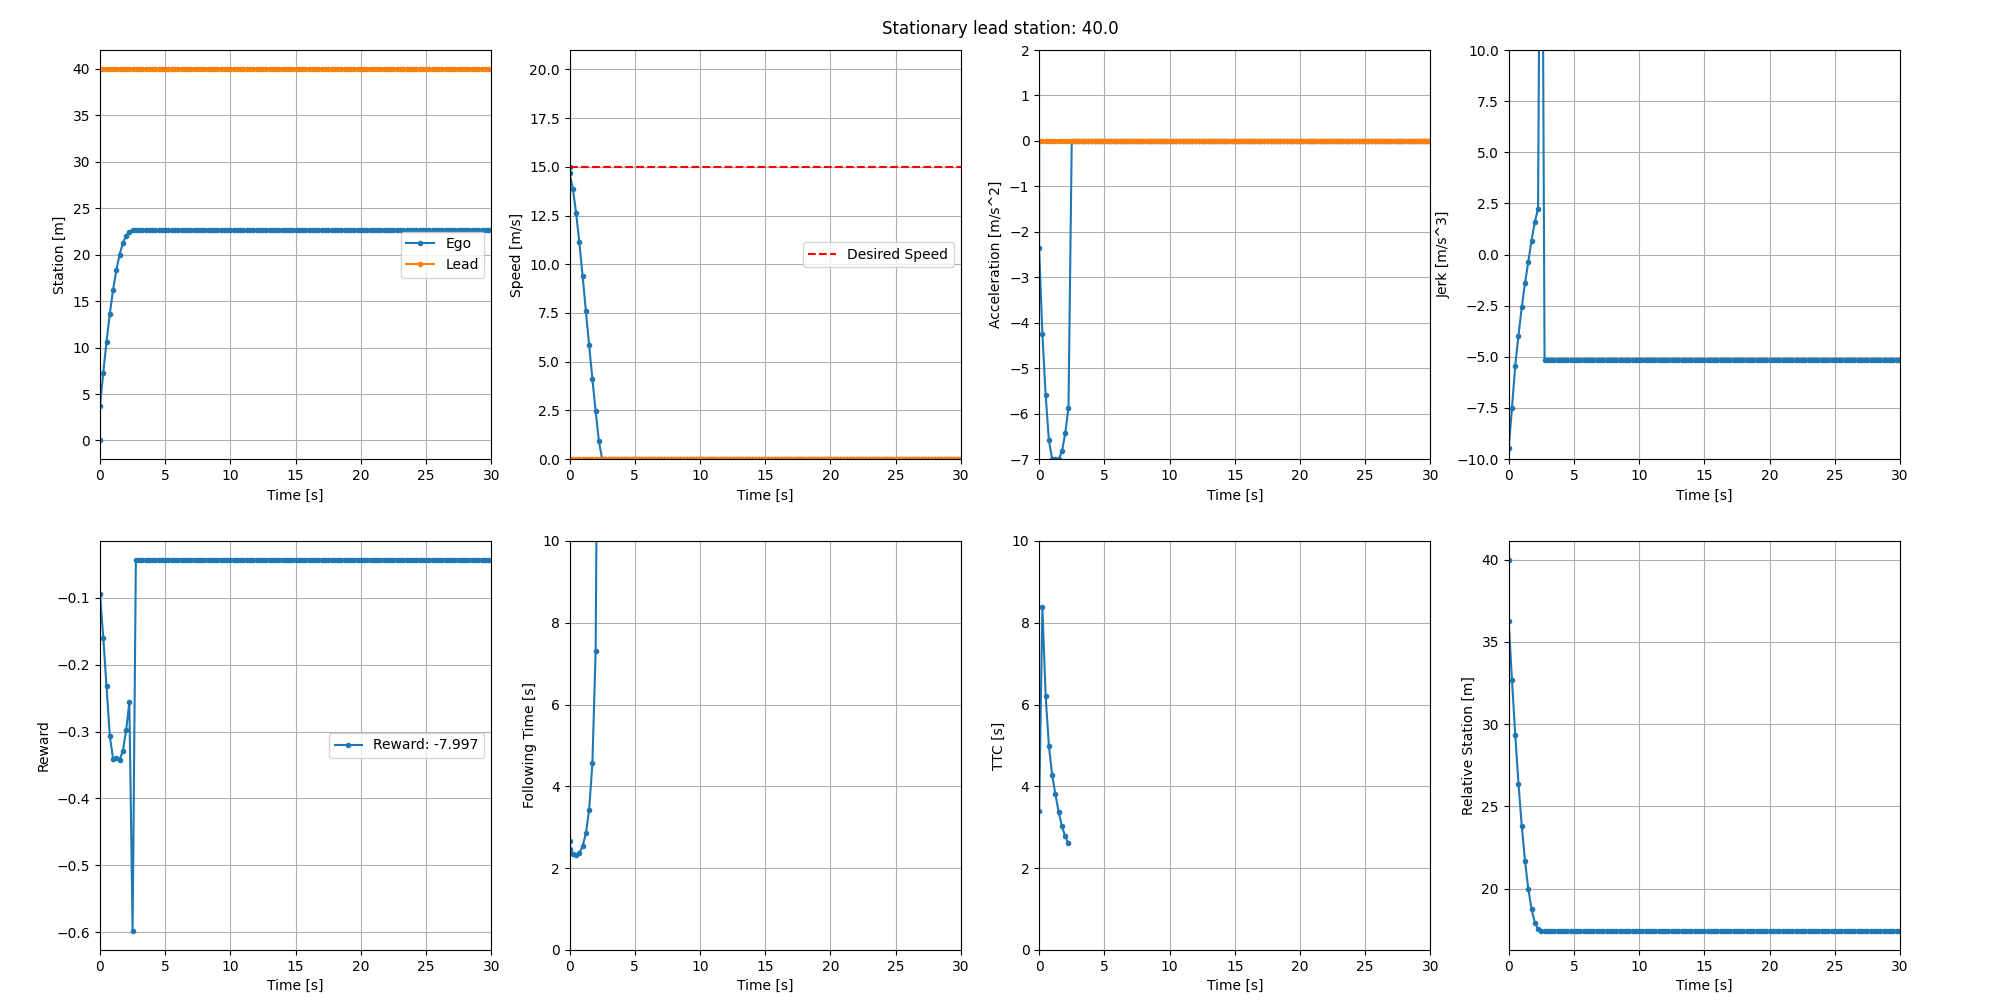 Stationary lead station: 40.0
Station [m]
40
35
30
25
20
15
10
5
0
Ego
Lead
0 5 10 15 20 25 30
Time [s]
Speed [m/s]
20.0
17.5
15.0
12.5
10.0
7.5
5.0
2.5
0.0
Desired Speed
0 5 10 15 20 25 30
Time [s]
Acceleration [m/s^2]
2
1
0
−1
−2
−3
−4
−5
−6
−7
0 5 10 15 20 25 30
Time [s]
Jerk [m/s^3]
10.0
7.5
5.0
2.5
0.0
−2.5
−5.0
−7.5
−10.0
0 5 10 15 20 25 30
Time [s]
Reward
−0.1
−0.2
−0.3
−0.4
−0.5
−0.6
Reward: -7.997
0 5 10 15 20 25 30
Time [s]
Following Time [s]
10
8
6
4
2
0
0 5 10 15 20 25 30
Time [s]
TTC [s]
10
8
6
4
2
0
0 5 10 15 20 25 30
Time [s]
Relative Station [m]
40
35
30
25
20
0 5 10 15 20 25 30
Time [s]